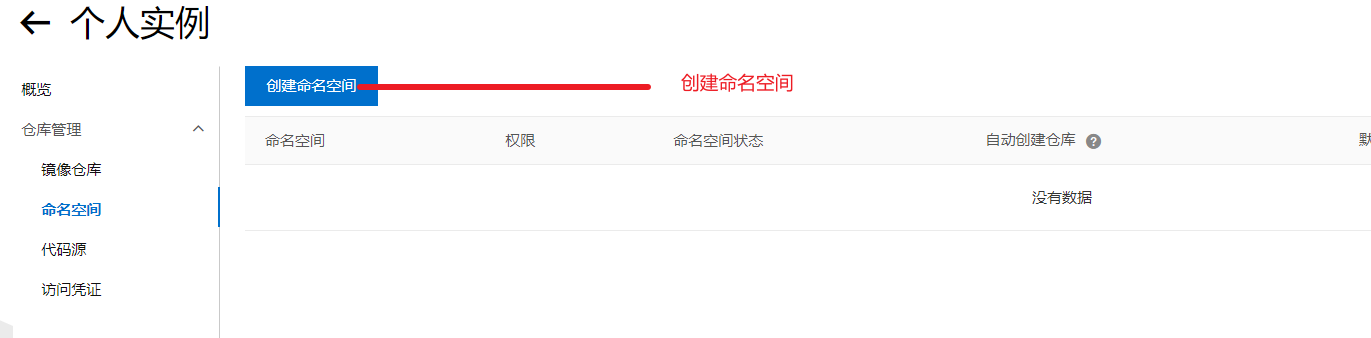 个人实例
概览
仓库管理
镜像仓库
命名空间
代码源
访问凭证
创建命名空间
创建命名空间
命名空间 权限 命名空间状态 自动创建仓库 ?
没有数据